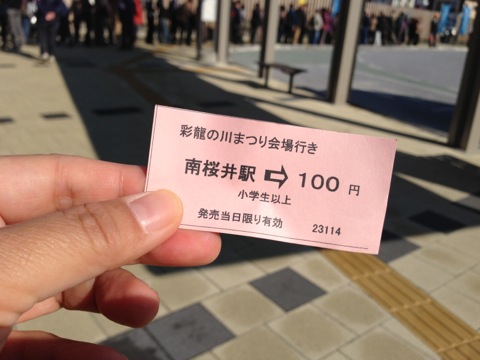 彩龍の川まつり会場行き
南桜井駅 ⇨ 100 円
小学生以上
発売当日限り有効 23114